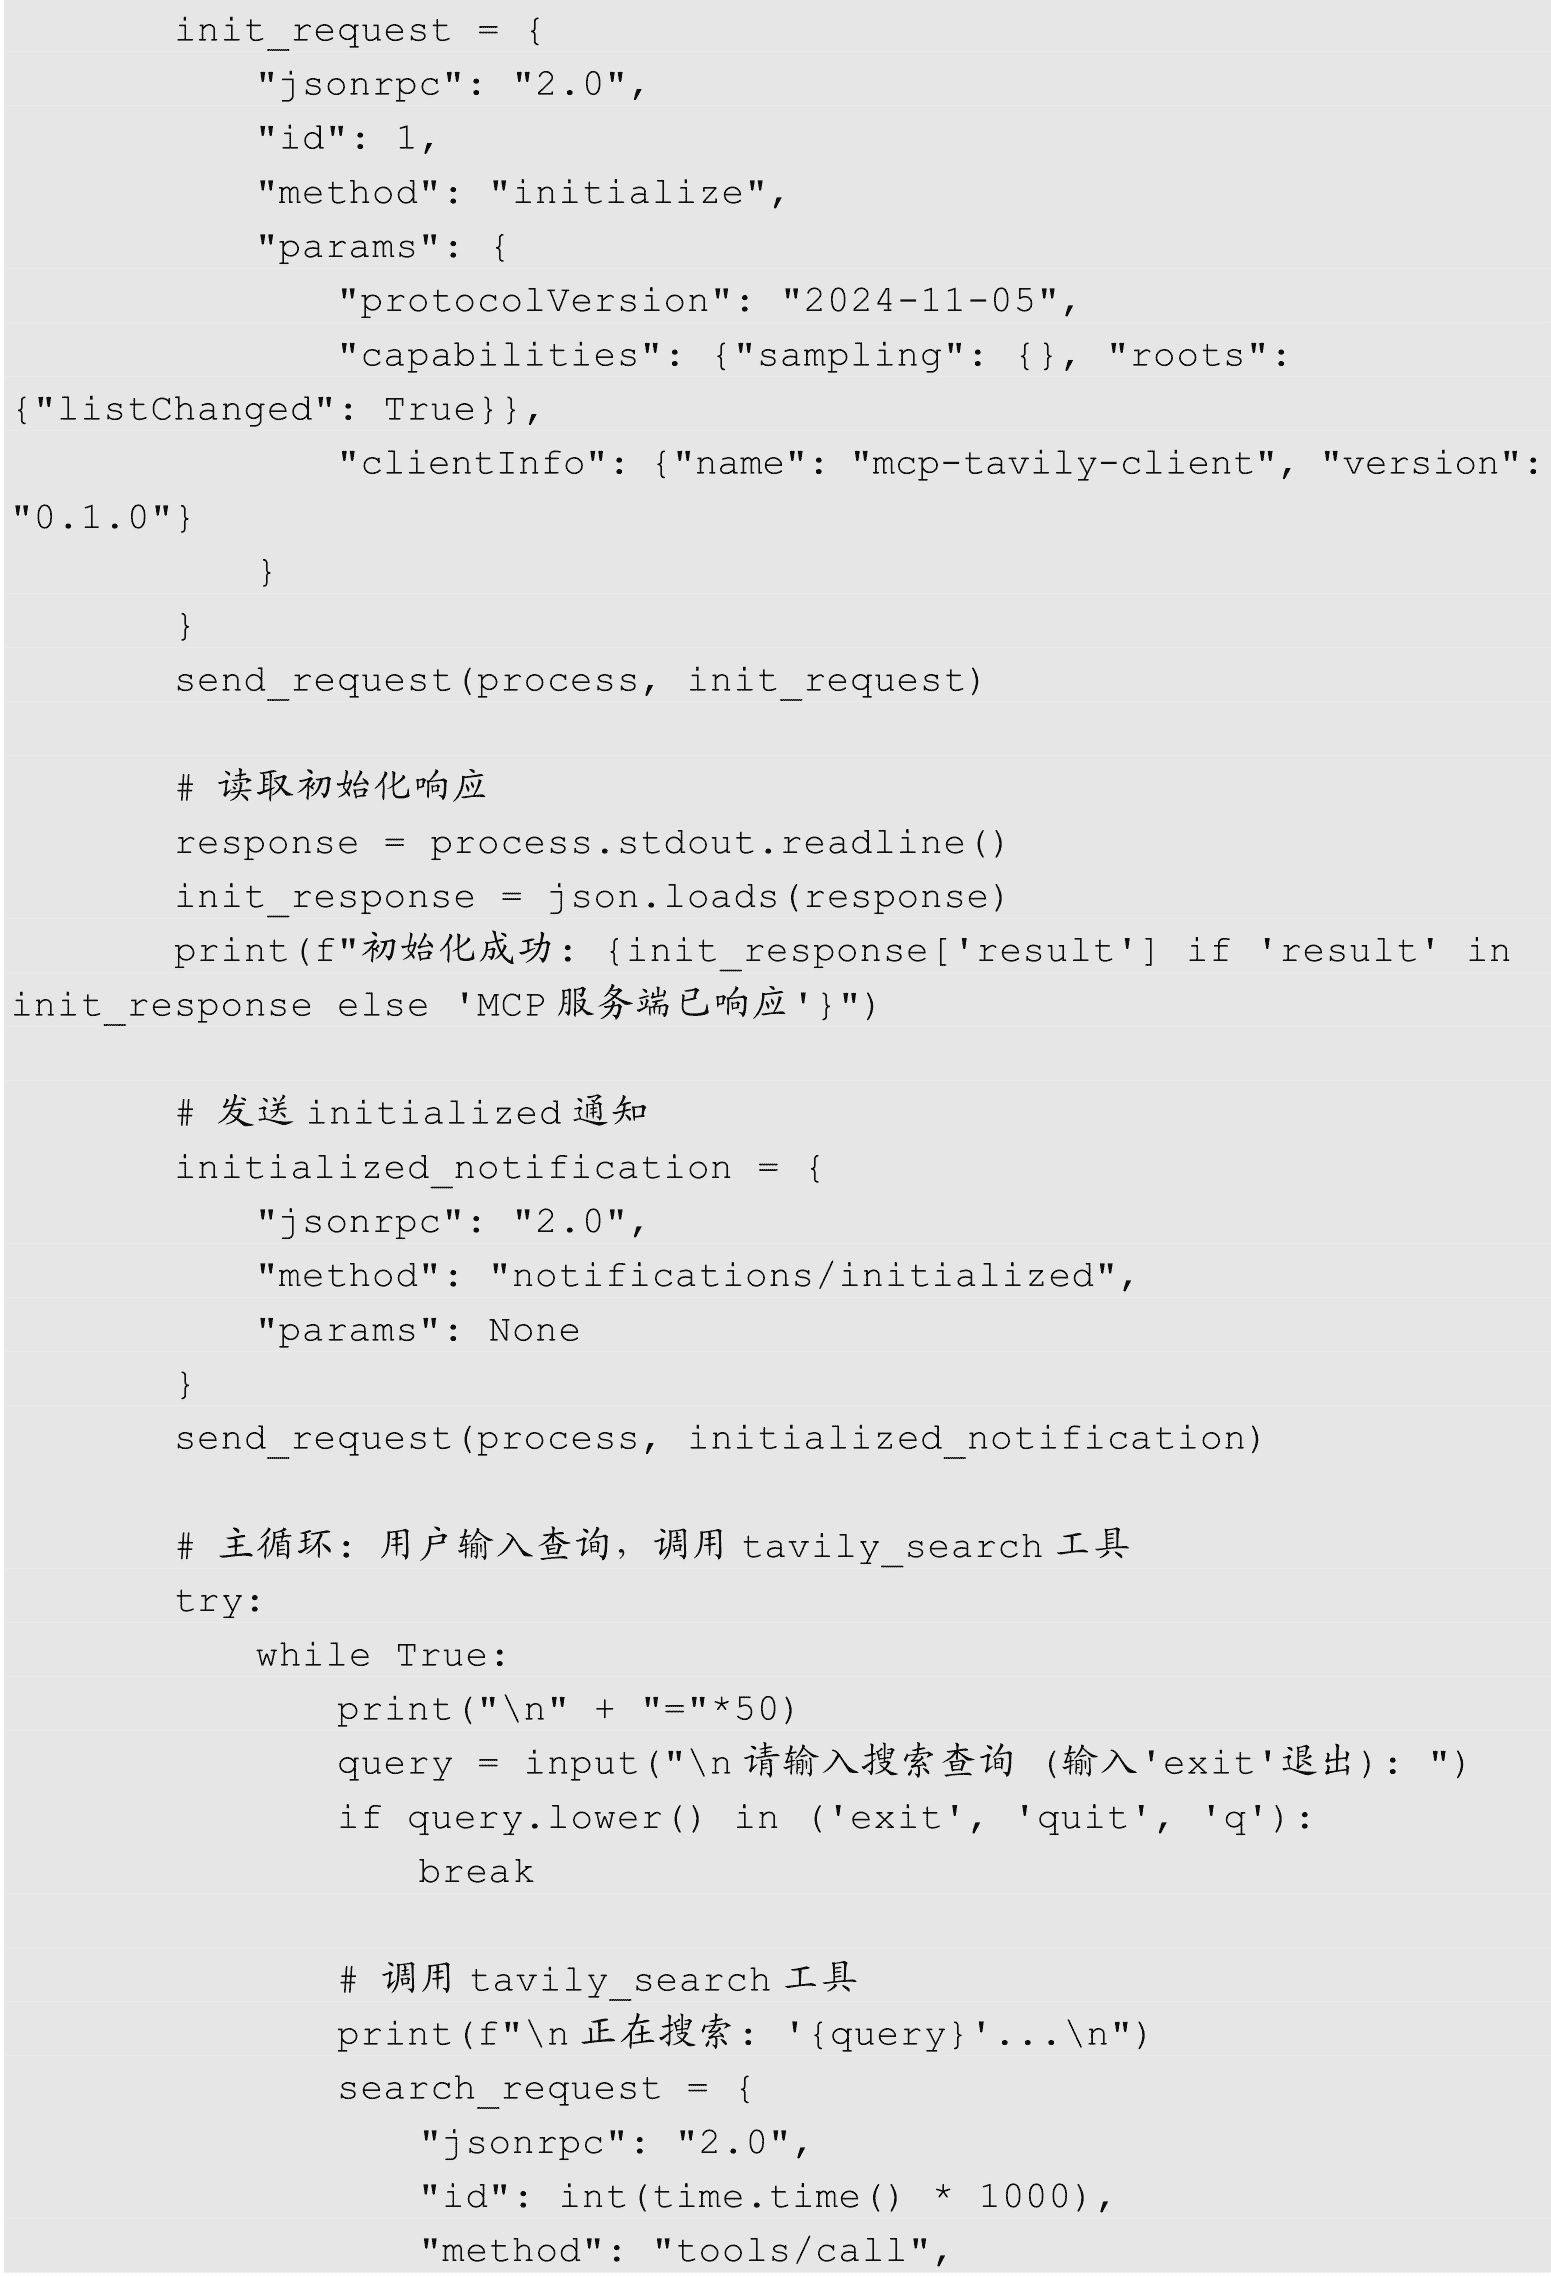 init_request = {
"jsonrpc": "2.0",
"id": 1,
"method": "initialize",
"params": {
"protocolVersion": "2024-11-05",
"capabilities": {"sampling": {}, "roots":
{"listChanged": True}},
"clientInfo": {"name": "mcp-tavily-client", "version":
"0.1.0"}
}
}
send_request(process, init_request)
# 读取初始化响应
response = process.stdout.readline()
init_response = json.loads(response)
print(f"初始化成功: {init_response['result'] if 'result' in
init_response else 'MCP服务端已响应'}")
# 发送initialized通知
initialized_notification = {
"jsonrpc": "2.0",
"method": "notifications/initialized",
"params": None
}
send_request(process, initialized_notification)
# 主循环: 用户输入查询，调用 tavily_search工具
try:
while True:
print("\n" + "="*50)
query = input("\n请输入搜索查询 (输入'exit'退出): ")
if query.lower() in ('exit', 'quit', 'q'):
break
# 调用 tavily_search工具
print(f"\n正在搜索: '{query}'...\n")
search_request = {
"jsonrpc": "2.0",
"id": int(time.time() * 1000),
"method": "tools/call",